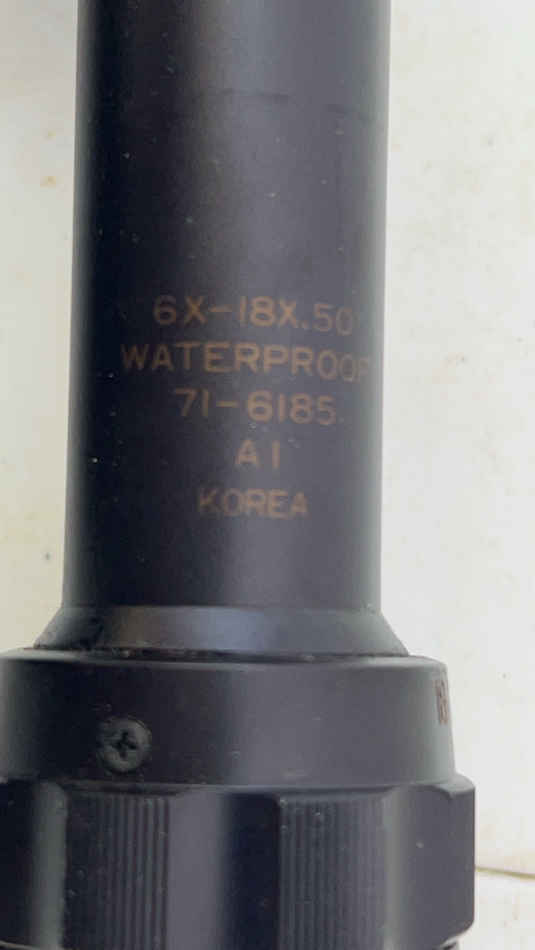 6X-18X.50
WATERPROOF
71-6185
A1
KOREA